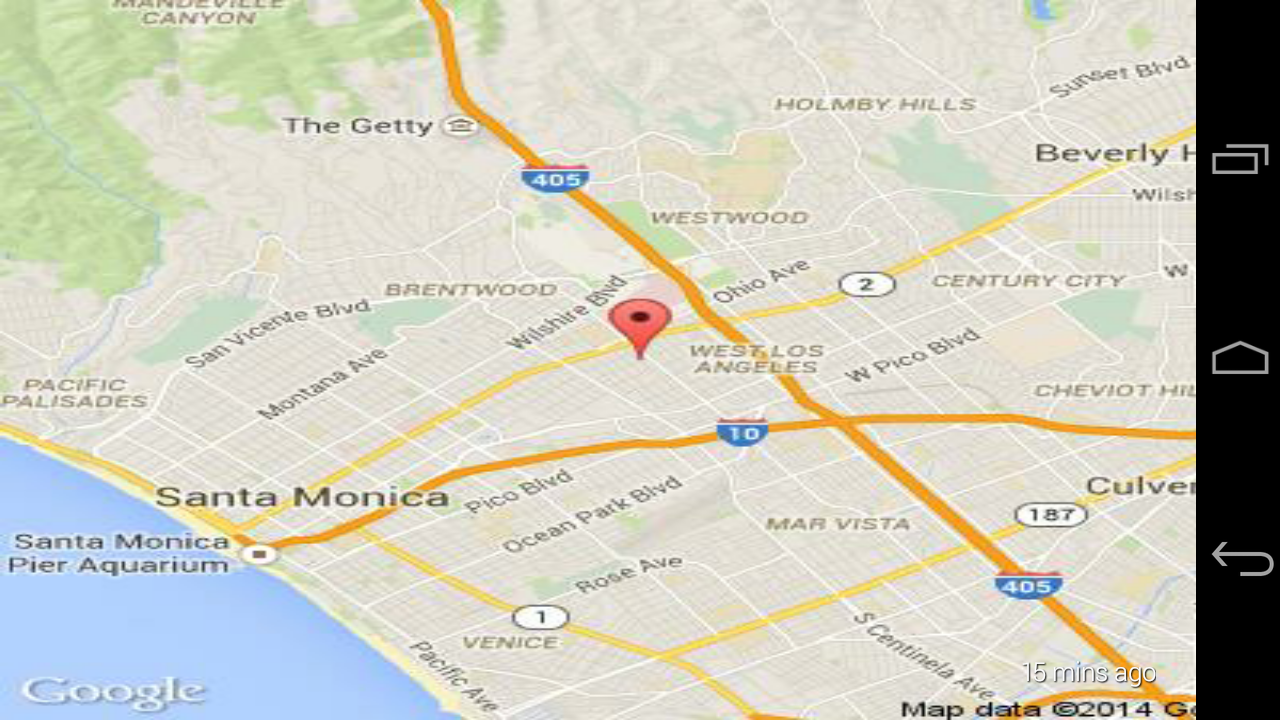 MANDEVILLE
CANYON
Sunset Blvd
HOLMBY HILLS
The Getty
Beverly H
405
Wilsh
WESTWOOD
W
Ohio Ave
2
CENTURY CITY
BRENTWOOD
Wilshire Blvd
San Vicente Blvd
WEST LOS
ANGELES
W Pico Blvd
Montana Ave
PACIFIC
PALISADES
CHEVIOT HIL
10
Santa Monica
Pico Blvd
Culver
Ocean Park Blvd
187
MAR VISTA
Santa Monica
Pier Aquarium
Rose Ave
405
1
VENICE
S Centinela Ave
Pacific Ave
15 mins ago
Google
Map data ©2014 Go